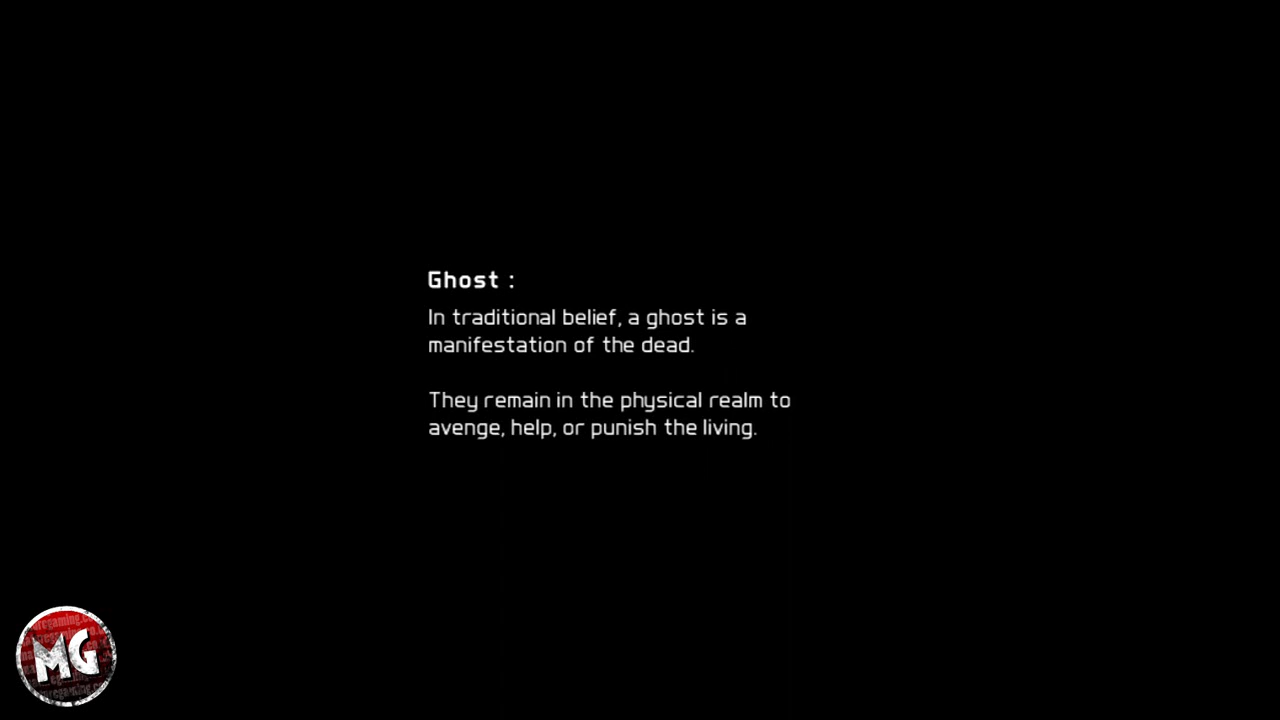 Ghost :
In traditional belief, a ghost is a
manifestation of the dead.
They remain in the physical realm to
avenge, help, or punish the living.
MG